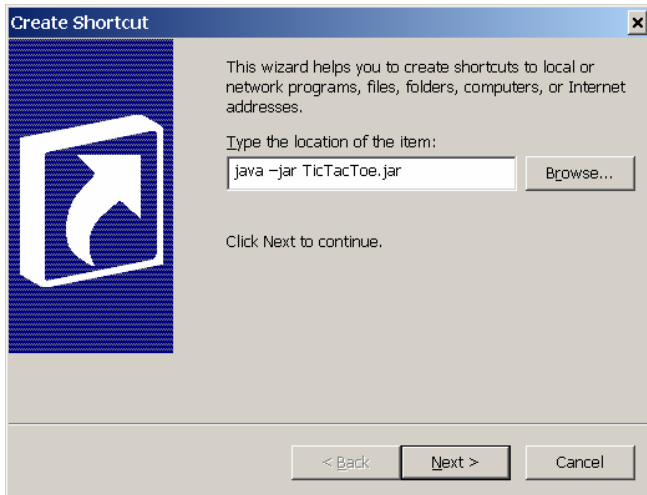 Create Shortcut
This wizard helps you to create shortcuts to local or
network programs, files, folders, computers, or Internet
addresses.
Type the location of the item:
java –jar TicTacToe.jar
Browse...
Click Next to continue.
< Back
Next >
Cancel